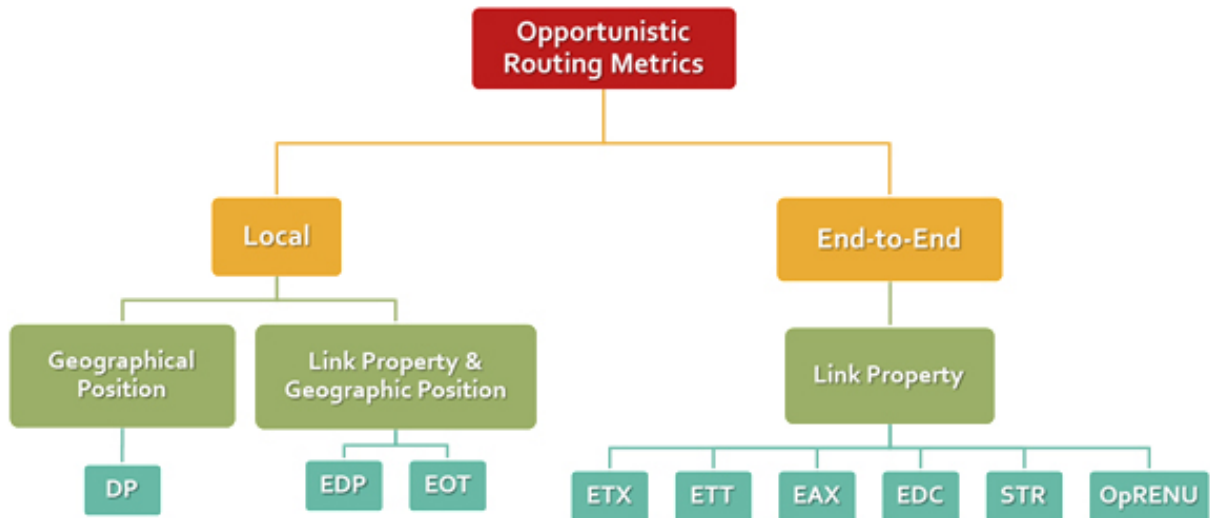 Opportunistic
Routing Metrics
Local
End-to-End
Geographical
Position
Link Property &
Geographic Position
Link Property
DP
EDP
EOT
ETX
ETT
EAX
EDC
STR
OpRENU